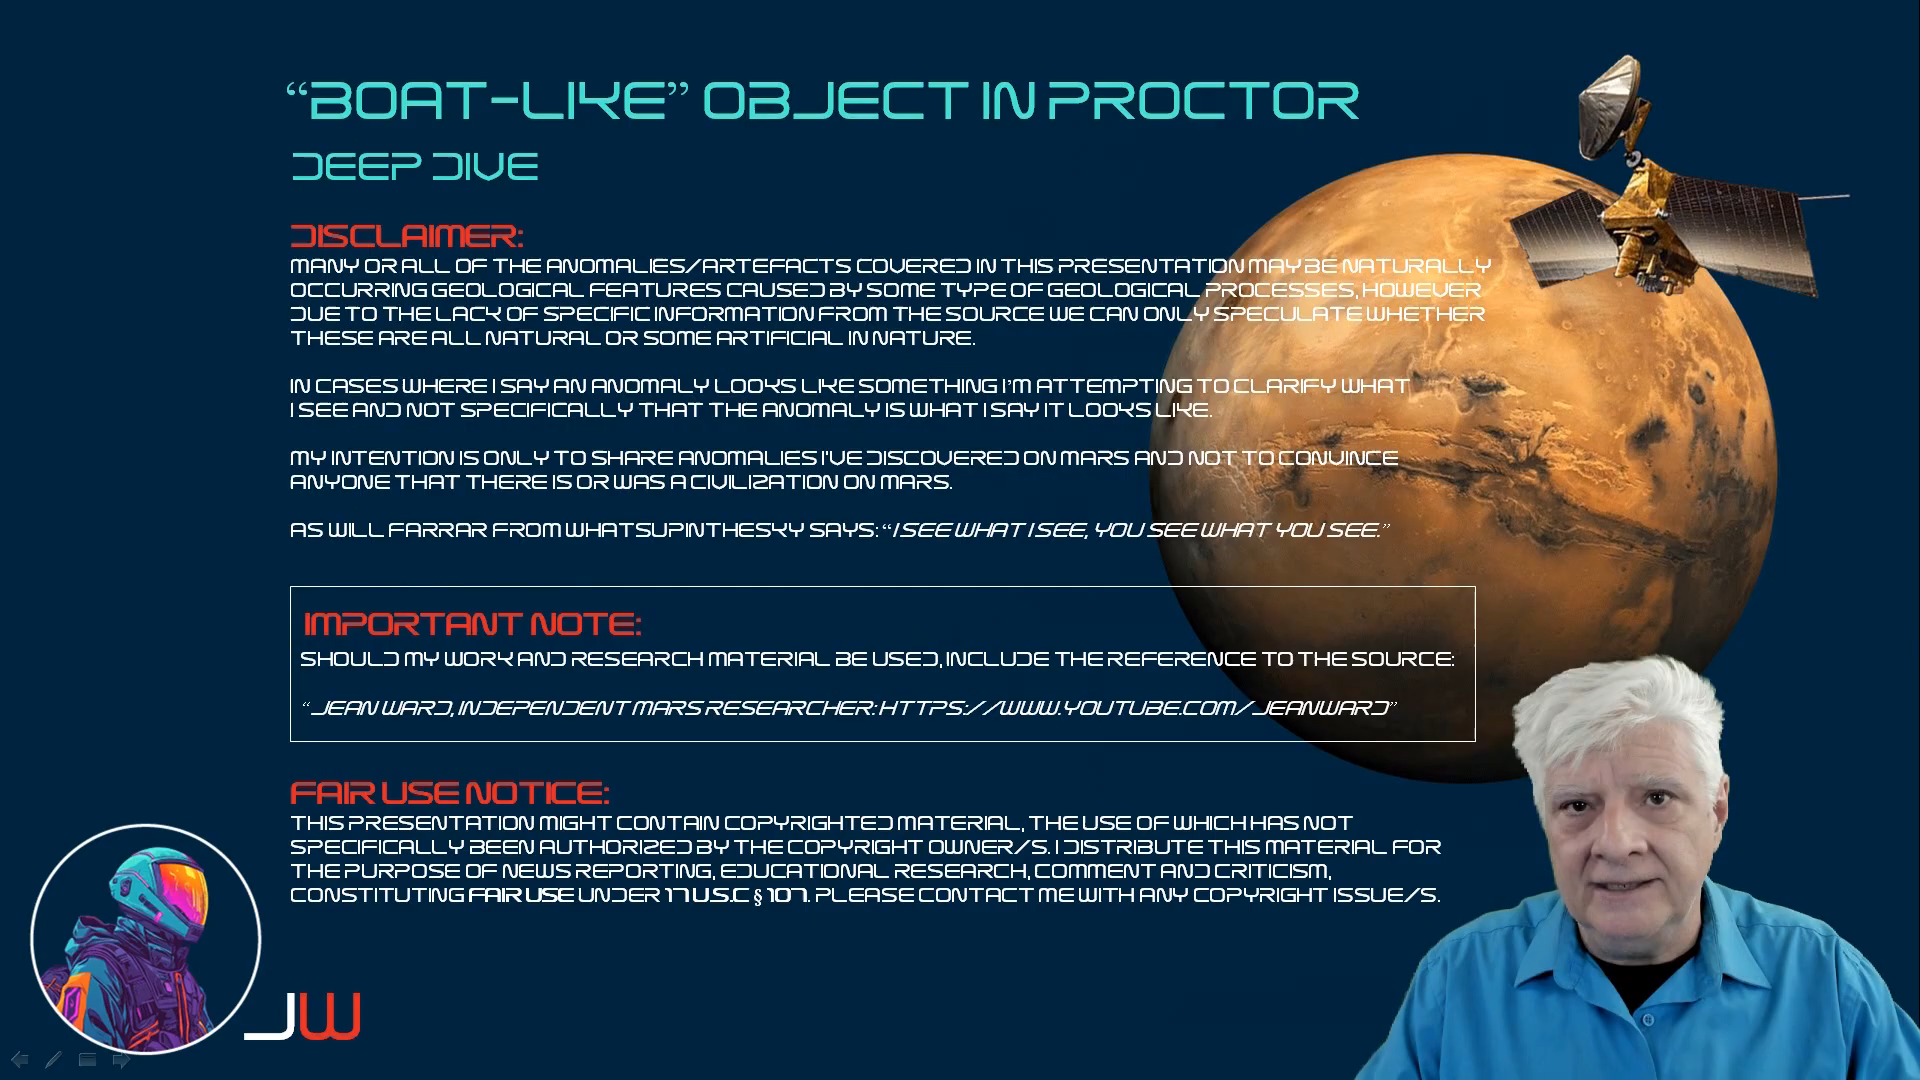 “BOAT-LIKE” OBJECT IN PROCTOR
DEEP DIVE
DISCLAIMER:
MANY OR ALL OF THE ANOMALIES/ARTEFACTS COVERED IN THIS PRESENTATION MAY BE NATURALLY
OCCURRING GEOLOGICAL FEATURES CAUSED BY SOME TYPE OF GEOLOGICAL PROCESSES, HOWEVER
DUE TO THE LACK OF SPECIFIC INFORMATION FROM THE SOURCE WE CAN ONLY SPECULATE WHETHER
THESE ARE ALL NATURAL OR SOME ARTIFICIAL IN NATURE.
IN CASES WHERE I SAY AN ANOMALY LOOKS LIKE SOMETHING I'M ATTEMPTING TO CLARIFY WHAT
I SEE AND NOT SPECIFICALLY THAT THE ANOMALY IS WHAT I SAY IT LOOKS LIKE.
MY INTENTION IS ONLY TO SHARE ANOMALIES I'VE DISCOVERED ON MARS AND NOT TO CONVINCE
ANYONE THAT THERE IS OR WAS A CIVILIZATION ON MARS.
AS WILL FARRAR FROM WHATSUPINTHESKY SAYS: “I SEE WHAT I SEE, YOU SEE WHAT YOU SEE.”
IMPORTANT NOTE:
SHOULD MY WORK AND RESEARCH MATERIAL BE USED, INCLUDE THE REFERENCE TO THE SOURCE:
“JEAN WARD, INDEPENDENT MARS RESEARCHER: HTTPS://WWW.YOUTUBE.COM/JEANWARD”
FAIR USE NOTICE:
THIS PRESENTATION MIGHT CONTAIN COPYRIGHTED MATERIAL, THE USE OF WHICH HAS NOT
SPECIFICALLY BEEN AUTHORIZED BY THE COPYRIGHT OWNER/S. I DISTRIBUTE THIS MATERIAL FOR
THE PURPOSE OF NEWS REPORTING, EDUCATIONAL RESEARCH, COMMENT AND CRITICISM,
CONSTITUTING FAIR USE UNDER 17 U.S.C § 107. PLEASE CONTACT ME WITH ANY COPYRIGHT ISSUE/S.
JW